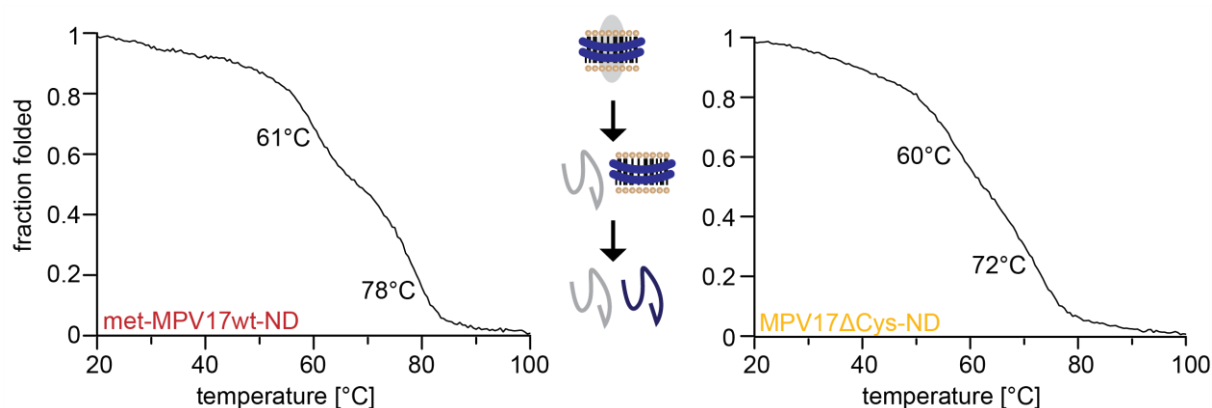 fraction folded
1
0.8
0.6
0.4
0.2
0
61°C
78°C
met-MPV17wt-ND
20 40 60 80 100
temperature [°C]
1
0.8
0.6
0.4
0.2
0
60°C
72°C
MPV17ΔCys-ND
20 40 60 80 100
temperature [°C]